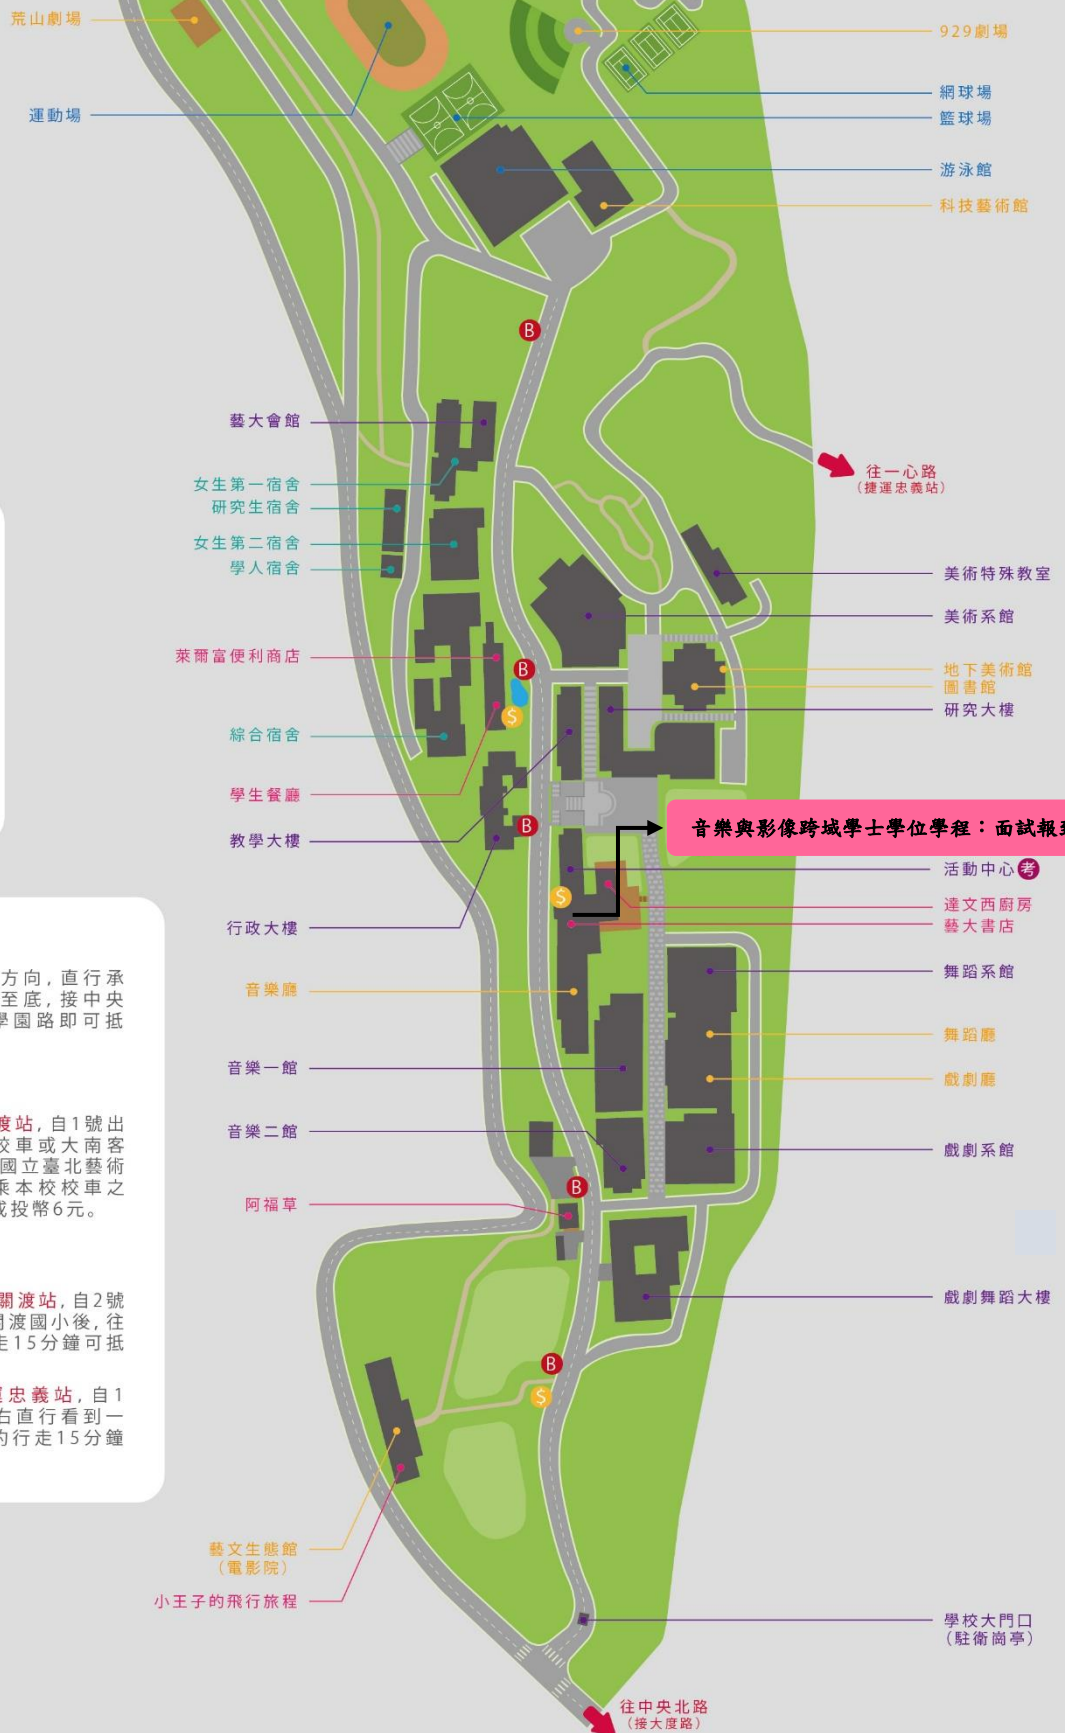 荒山劇場
929劇場
網球場
運動場
籃球場
游泳館
科技藝術館
B
藝大會館
往一心路
(捷運忠義站)
女生第一宿舍
研究生宿舍
女生第二宿舍
學人宿舍
美術特殊教室
美術系館
萊爾富便利商店
B
地下美術館
圖書館
研究大樓
$
綜合宿舍
學生餐廳
B
教學大樓
音樂與影像跨域學士學位學程：面試報到
活動中心 考
$
達文西廚房
藝大書店
行政大樓
舞蹈系館
音樂廳
舞蹈廳
音樂一館
戲劇廳
音樂二館
戲劇系館
B
阿福草
戲劇舞蹈大樓
B
$
藝文生態館
(電影院)
小王子的飛行旅程
學校大門口
(駐衛崗亭)
往中央北路
(接大度路)
方向, 直行承
至底, 接中央
學園路即可抵
渡站, 自1號出
校車或大南客
國立臺北藝術
乘本校校車之
或投幣6元。
關渡站, 自2號
關渡國小後, 往
走15分鐘可抵
運忠義站, 自1
右直行看到一
約行走15分鐘